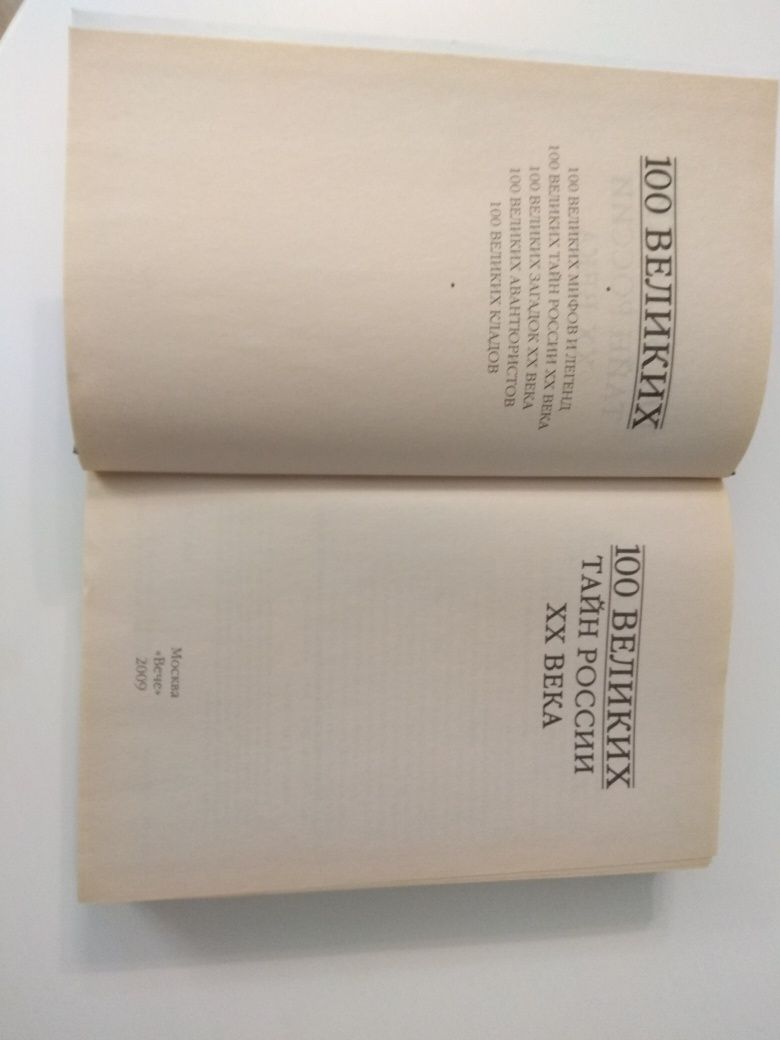 100 ВЕЛИКИХ
100 ВЕЛИКИХ МИФОВ И ЛЕГЕНД
100 ВЕЛИКИХ ТАЙН РОССИИ XX ВЕКА
100 ВЕЛИКИХ ЗАГАДОК XX ВЕКА
100 ВЕЛИКИХ АВАНТЮРИСТОВ
100 ВЕЛИКИХ КЛАДОВ
100 ВЕЛИКИХ
ТАЙН РОССИИ
XX ВЕКА
Москва
«Вече»
2009